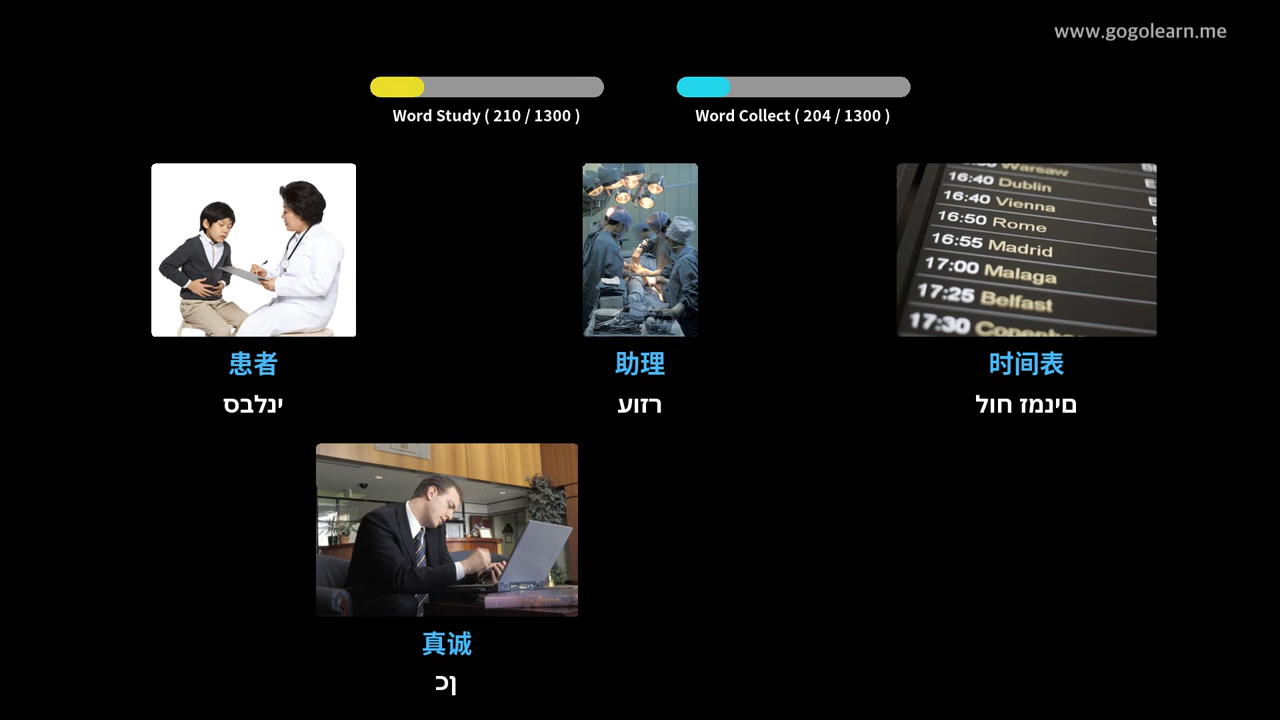 www.gogolearn.me
Word Study ( 210 / 1300 )
Word Collect ( 204 / 1300 )
Warsaw
16:40 Dublin
16:40 Vienna
16:50 Rome
16:55 Madrid
17:00 Malaga
17:25 Belfast
17:30
患者
ינלבס
助理
רזוע
时间表
םינמז חול
真诚
ןכ